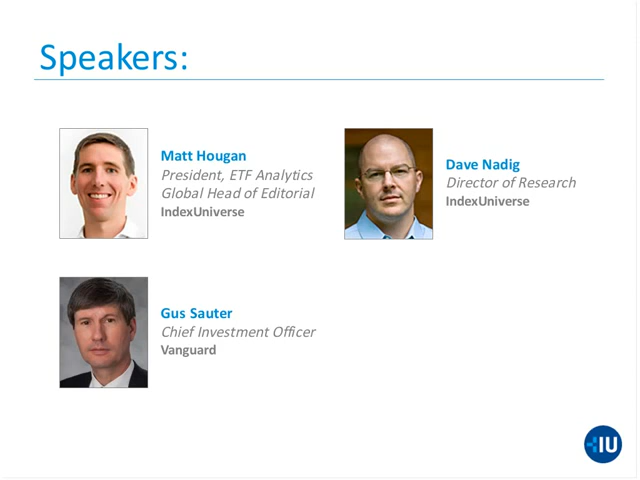 Speakers:
Matt Hougan
President, ETF Analytics
Global Head of Editorial
IndexUniverse
Dave Nadig
Director of Research
IndexUniverse
Gus Sauter
Chief Investment Officer
Vanguard
IU